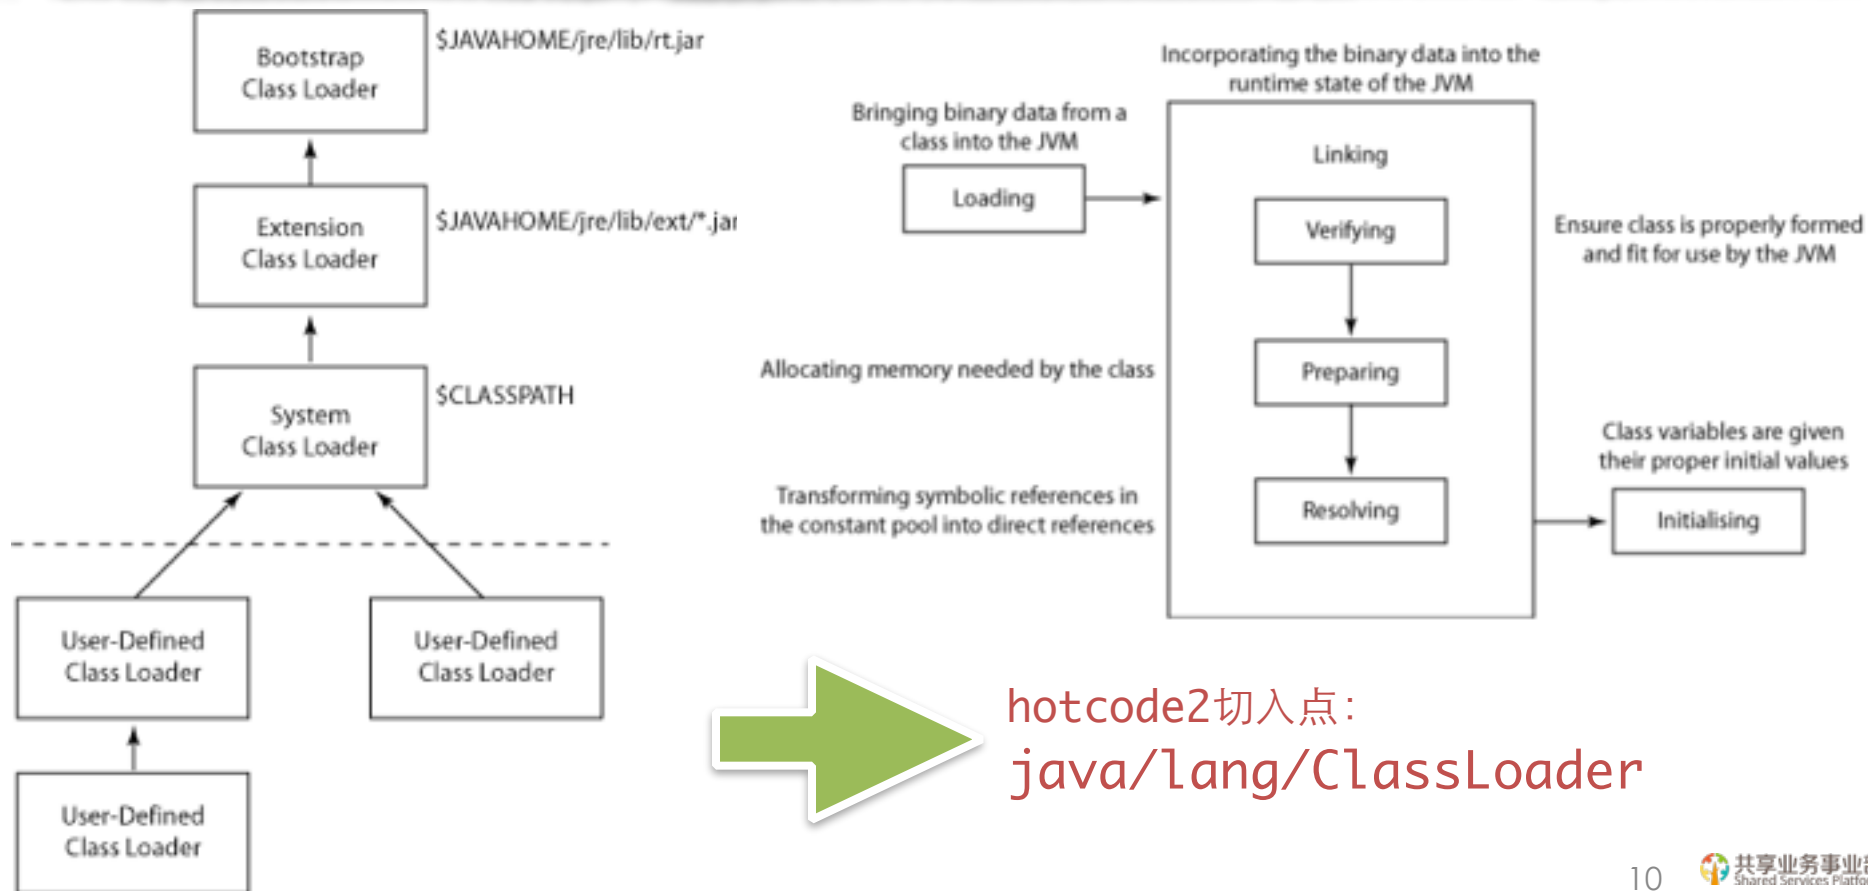 Bootstrap
Class Loader
$JAVAHOME/jre/lib/rt.jar
Extension
Class Loader
$JAVAHOME/jre/lib/ext/*.jar
System
Class Loader
$CLASSPATH
User-Defined
Class Loader
User-Defined
Class Loader
User-Defined
Class Loader
Bringing binary data from a
class into the JVM
Loading
Incorporating the binary data into the
runtime state of the JVM
Linking
Verifying
Ensure class is properly formed
and fit for use by the JVM
Allocating memory needed by the class
Preparing
Transforming symbolic references in
the constant pool into direct references
Resolving
Class variables are given
their proper initial values
Initialising
hotcode2切入点:
java/lang/ClassLoader
10
共享业务事业部
Shared Services Platfo